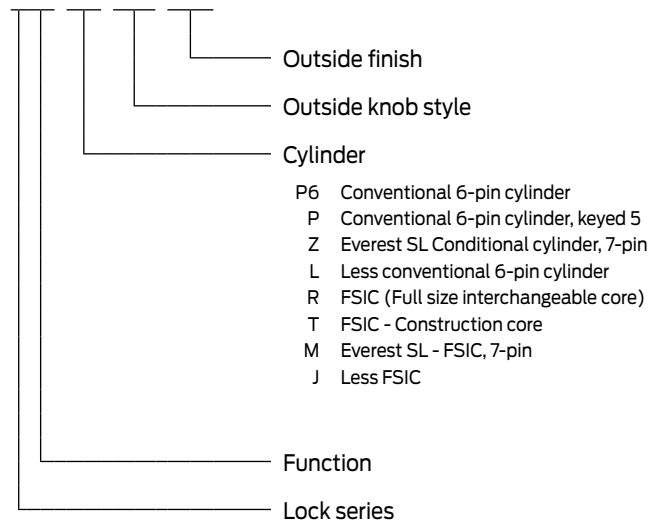 Outside finish
Outside knob style
Cylinder
P6 Conventional 6-pin cylinder
P Conventional 6-pin cylinder, keyed 5
Z Everest SL Conditional cylinder, 7-pin
L Less conventional 6-pin cylinder
R FSIC (Full size interchangeable core)
T FSIC - Construction core
M Everest SL - FSIC, 7-pin
J Less FSIC
Function
Lock series